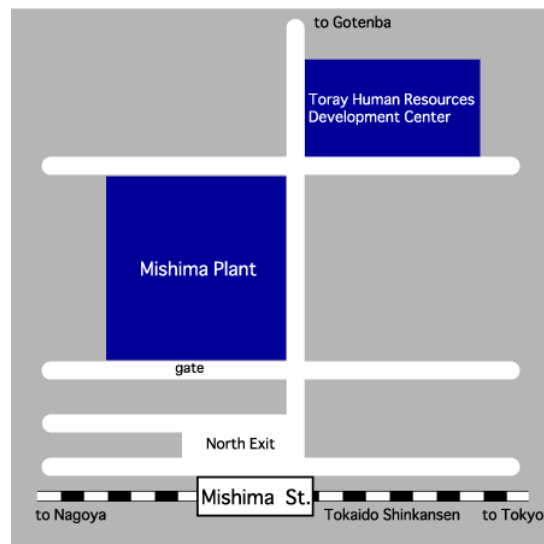 to Gotenba
Toray Human Resources
Development Center
Mishima Plant
gate
North Exit
Mishima St.
to Nagoya
Tokaido Shinkansen
to Tokyo